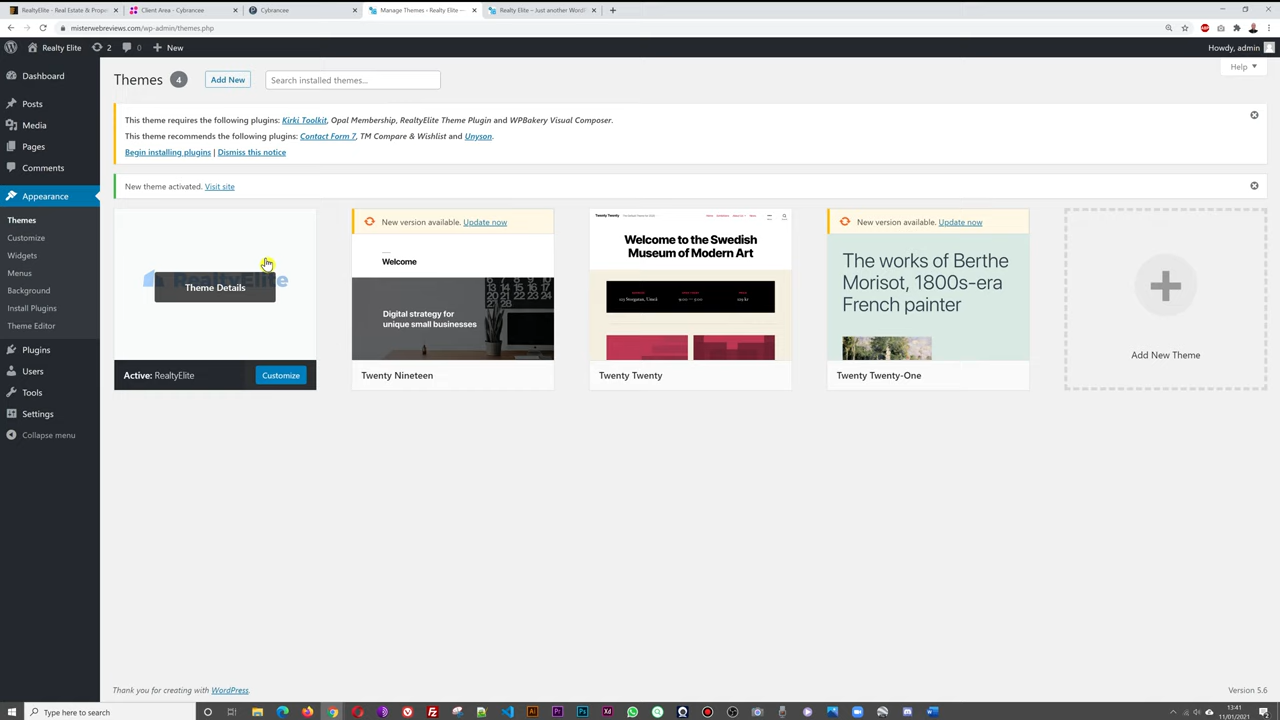 RealtyElite - Real Estate & Prope
Client Area - Cybrancee
Cybrancee
Manage Themes ‹ Realty Elite —
Realty Elite – Just another Word
misterwebreviews.com/wp-admin/themes.php
Realty Elite
2
0
New
Howdy, admin
Dashboard
Posts
Media
Pages
Comments
Appearance
Themes
Customize
Widgets
Menus
Background
Install Plugins
Theme Editor
Plugins
Users
Tools
Settings
Collapse menu
Themes 4
Add New
Search installed themes...
Help
This theme requires the following plugins: Kirki Toolkit, Opal Membership, RealtyElite Theme Plugin and WPBakery Visual Composer.
This theme recommends the following plugins: Contact Form 7, TM Compare & Wishlist and Unyson.
Begin installing plugins | Dismiss this notice
New theme activated. Visit site
RealtyElite
Theme Details
Active: RealtyElite
Customize
New version available. Update now
Welcome
Digital strategy for
unique small businesses
Twenty Nineteen
Twenty Twenty
Welcome to the Swedish
Museum of Modern Art
Twenty Twenty
New version available. Update now
The works of Berthe
Morisot, 1800s-era
French painter
Twenty Twenty-One
Add New Theme
Thank you for creating with WordPress.
Version 5.6
Type here to search
13:41
11/01/2021